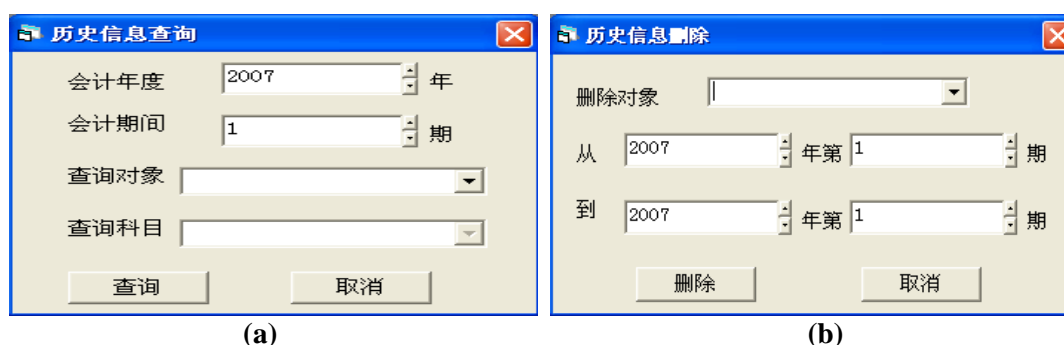 历史信息查询
会计年度 2007 年
会计期间 1 期
查询对象
查询科目
查询 取消
(a)
历史信息删除
删除对象
从 2007 年第 1 期
到 2007 年第 1 期
删除 取消
(b)